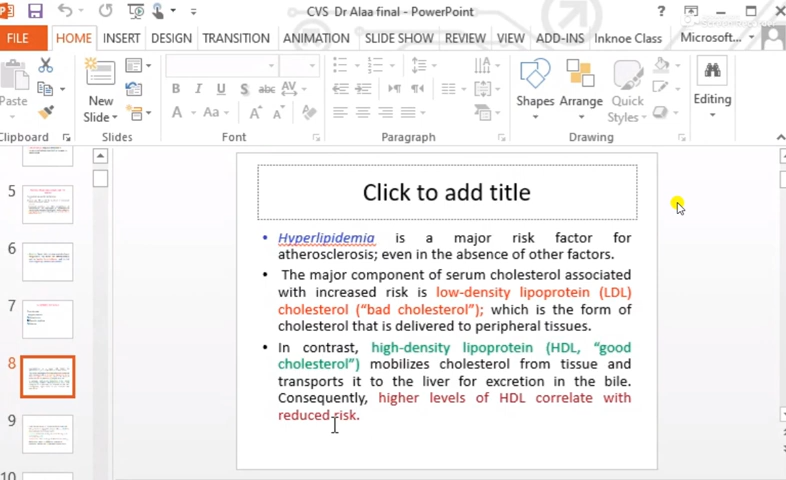 CVS Dr Alaa final - PowerPoint
?
FILE HOME INSERT DESIGN TRANSITION ANIMATION SLIDE SHOW REVIEW VIEW ADD-INS Inknoe Class Microsoft...
Paste
New
Slide
B I U S abc AV
A Aa A A
Shapes Arrange Quick
Styles
Editing
Clipboard Slides Font Paragraph Drawing
5
6
7
8
9
10
Click to add title
• Hyperlipidemia is a major risk factor for
atherosclerosis; even in the absence of other factors.
• The major component of serum cholesterol associated
with increased risk is low-density lipoprotein (LDL)
cholesterol (“bad cholesterol”); which is the form of
cholesterol that is delivered to peripheral tissues.
• In contrast, high-density lipoprotein (HDL, “good
cholesterol”) mobilizes cholesterol from tissue and
transports it to the liver for excretion in the bile.
Consequently, higher levels of HDL correlate with
reduced risk.